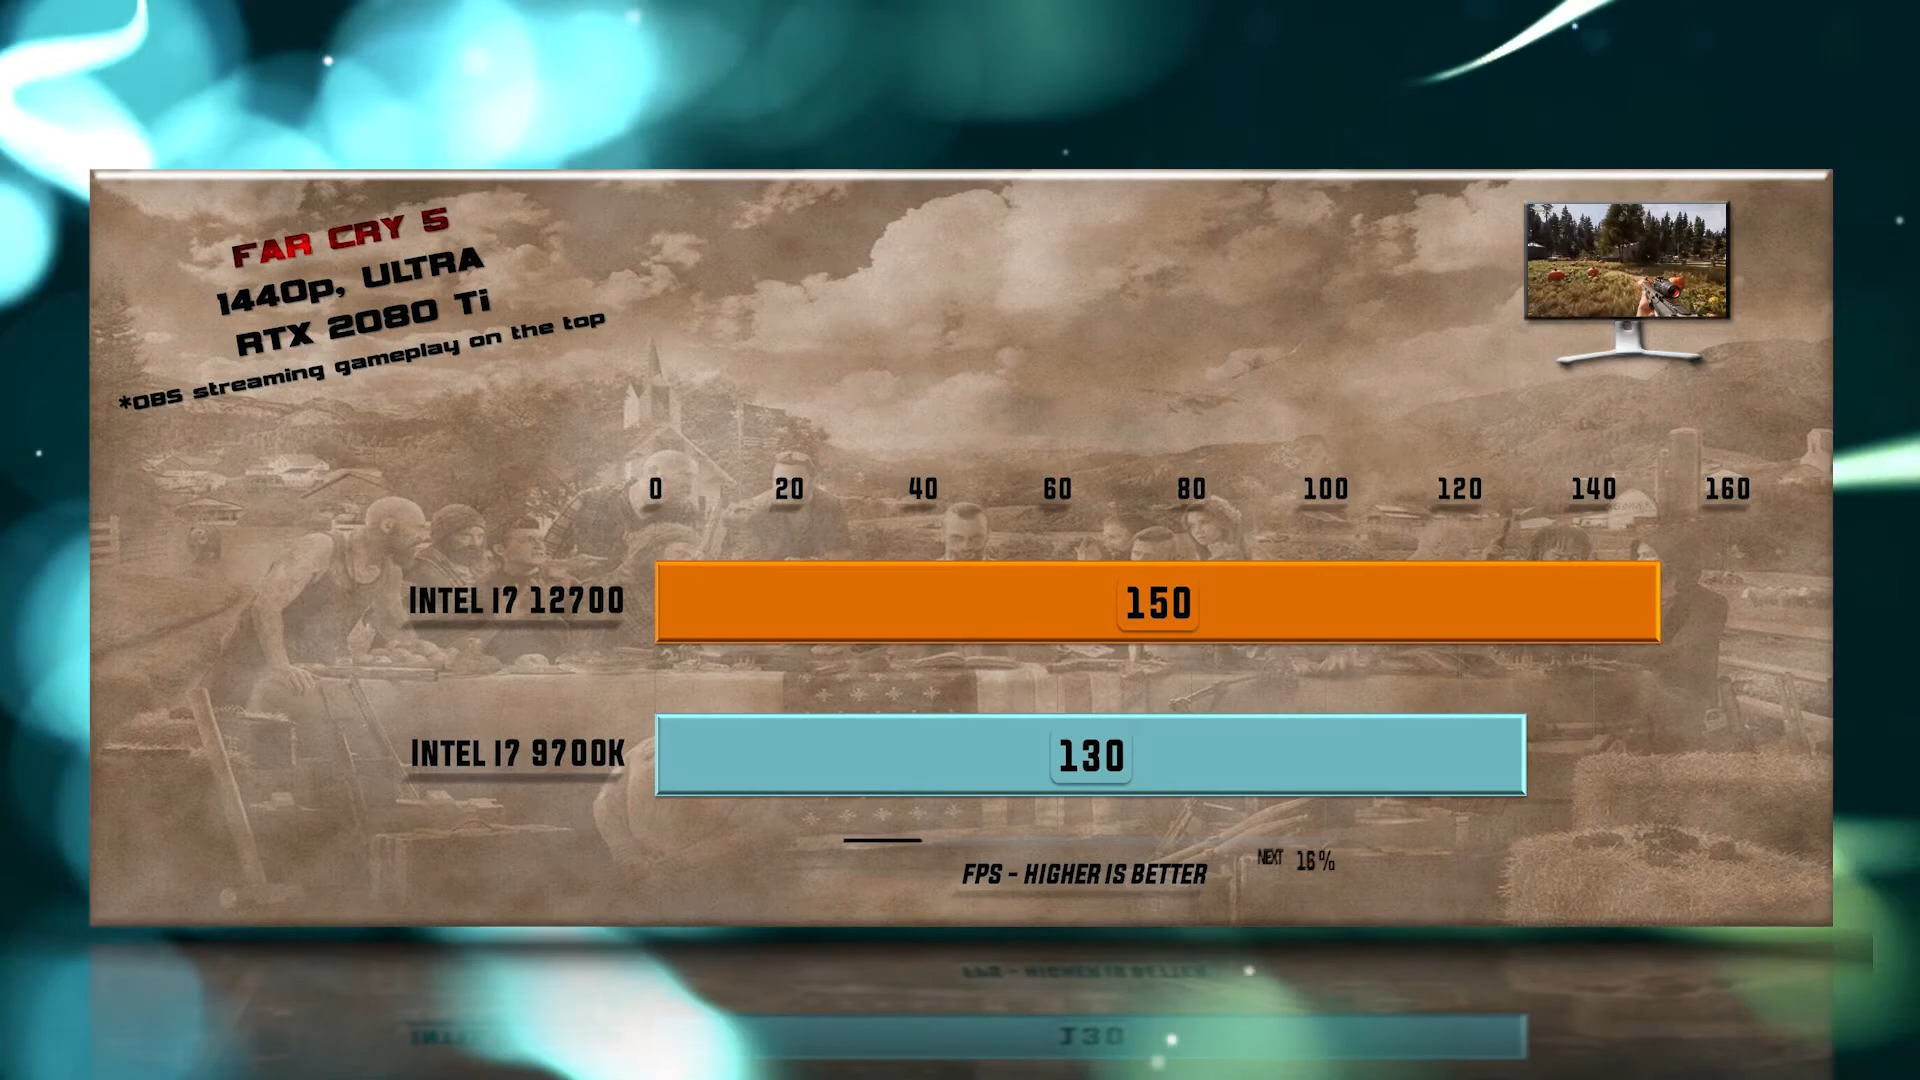 FAR CRY 5
1440p, ULTRA
RTX 2080 Ti
*OBS streaming gameplay on the top
0 20 40 60 80 100 120 140 160
INTEL I7 12700 150
INTEL I7 9700K 130
FPS - HIGHER IS BETTER
NEXT 16%